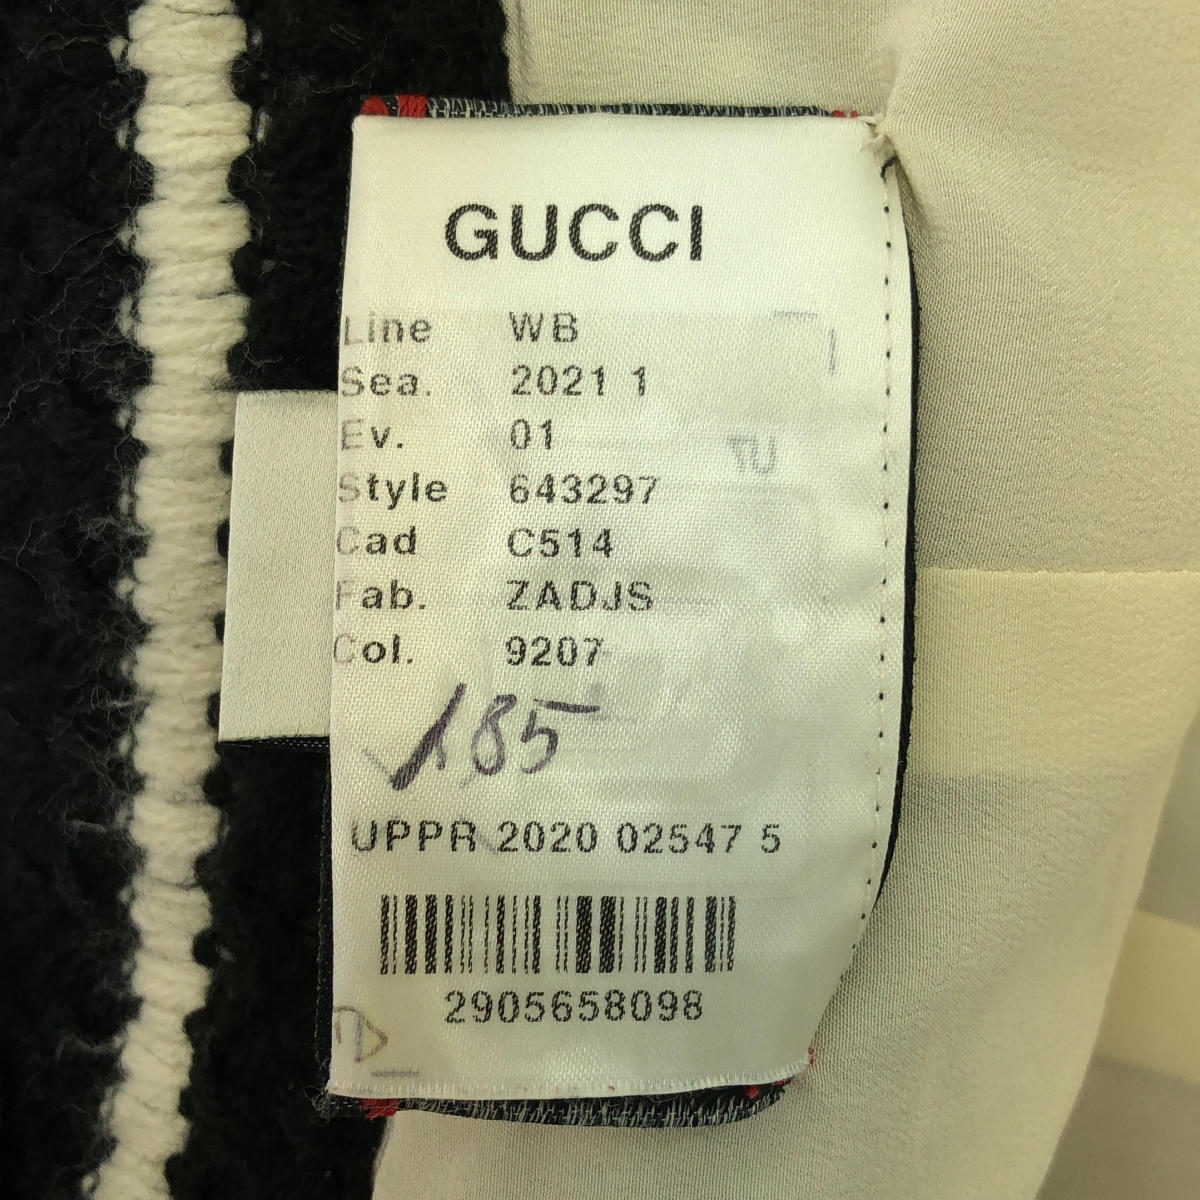 GUCCI
Line WB
Sea. 2021 1
Ev. 01
Style 643297
Cad C514
Fab. ZADJS
Col. 9207
185
UPPR 2020 02547 5
2905658098